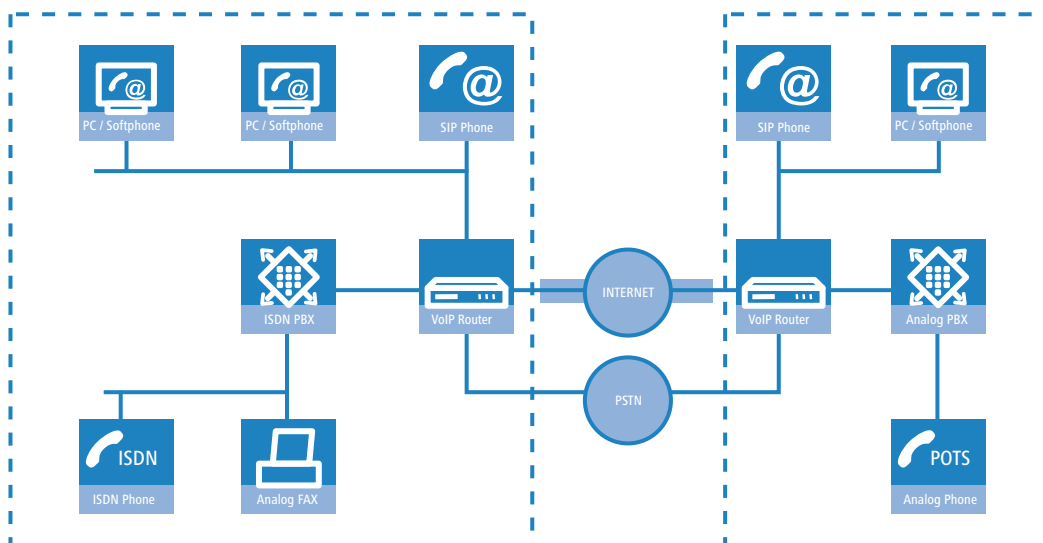 @
PC / Softphone
@
PC / Softphone
@
SIP Phone
@
SIP Phone
@
PC / Softphone
ISDN PBX
VoIP Router
INTERNET
VoIP Router
Analog PBX
PSTN
ISDN
ISDN Phone
Analog FAX
POTS
Analog Phone